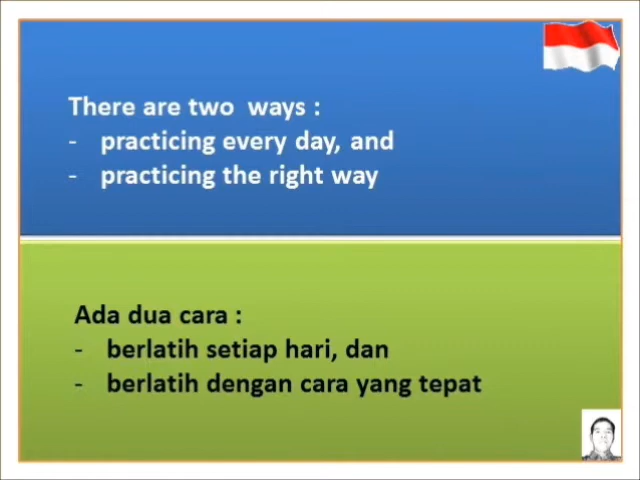 There are two ways :
- practicing every day, and
- practicing the right way
Ada dua cara :
- berlatih setiap hari, dan
- berlatih dengan cara yang tepat